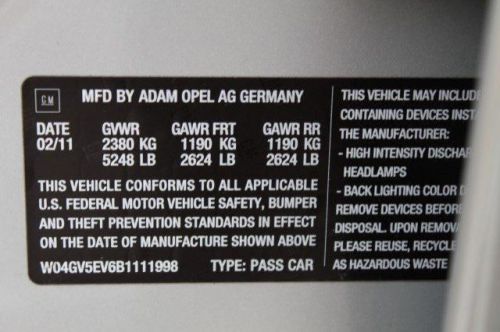 GM
MFD BY ADAM OPEL AG GERMANY
DATE GVWR GAWR FRT GAWR RR
02/11 2380 KG 1190 KG 1190 KG
5248 LB 2624 LB 2624 LB
THIS VEHICLE CONFORMS TO ALL APPLICABLE
U.S. FEDERAL MOTOR VEHICLE SAFETY, BUMPER
AND THEFT PREVENTION STANDARDS IN EFFECT
ON THE DATE OF MANUFACTURE SHOWN ABOVE
W04GV5EV6B1111998 TYPE: PASS CAR
THIS VEHICLE MAY INCLUDE
CONTAINING DEVICES
THE MANUFACTURER:
- HIGH INTENSITY
HEADLAMPS
- BACK LIGHTING COLOR
REMOVE DEVICES BEFORE
DISPOSAL.
PLEASE REUSE, RECYCLE
AS HAZARDOUS WASTE